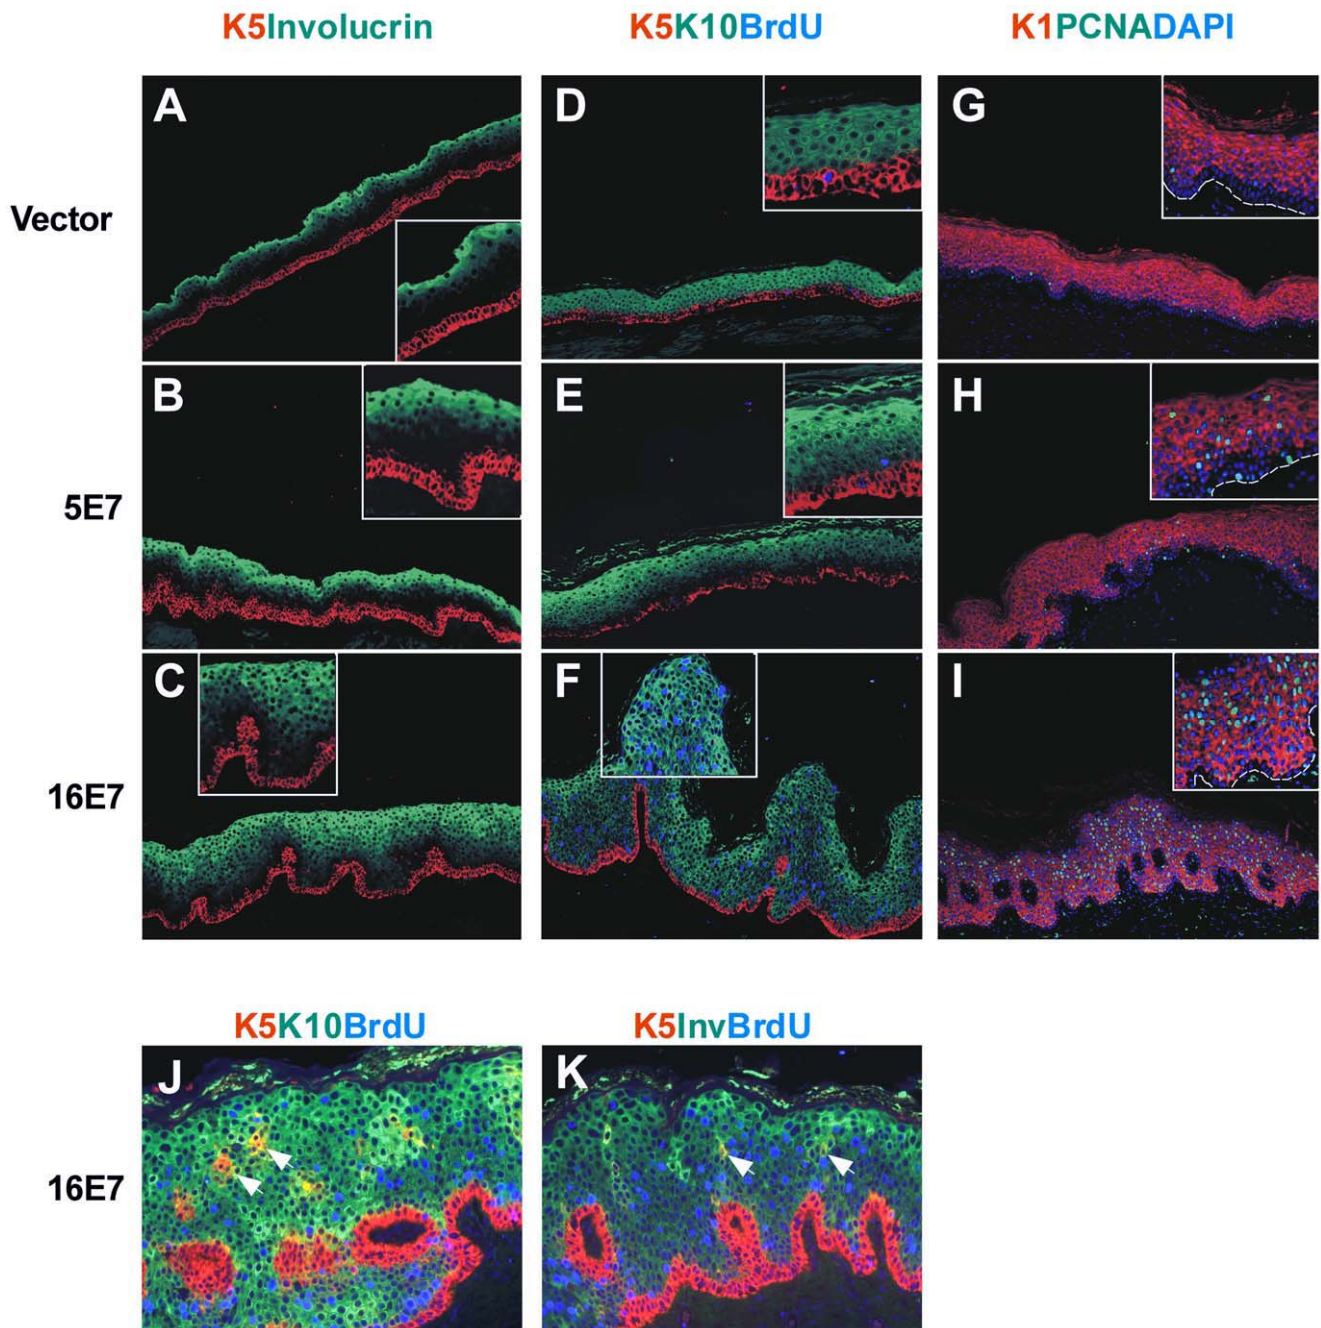 K5Involucrin K5K10BrdU K1PCNADAPI
Vector A D G
5E7 B E H
16E7 C F I
K5K10BrdU K5InvBrdU
16E7 J K